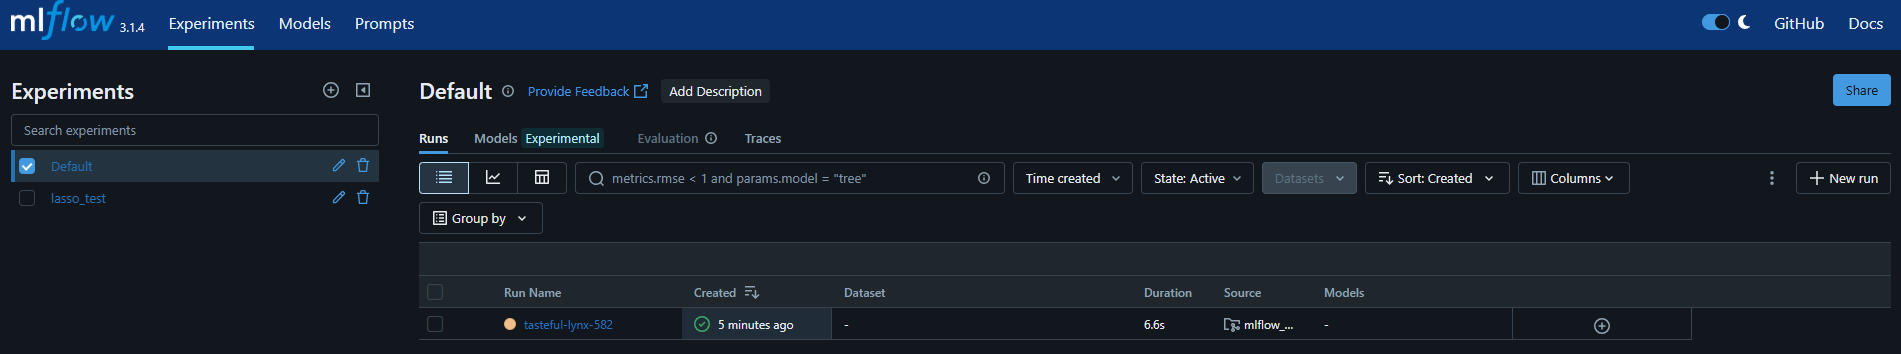 mlflow 3.1.4 Experiments Models Prompts GitHub Docs
Experiments
Search experiments
Default
lasso_test
Default Provide Feedback Add Description Share
Runs Models Experimental Evaluation Traces
metrics.rmse < 1 and params.model = "tree" Time created State: Active Datasets Sort: Created Columns New run
Group by
Run Name Created Dataset Duration Source Models
tasteful-lynx-582 5 minutes ago - 6.6s mlflow_... -